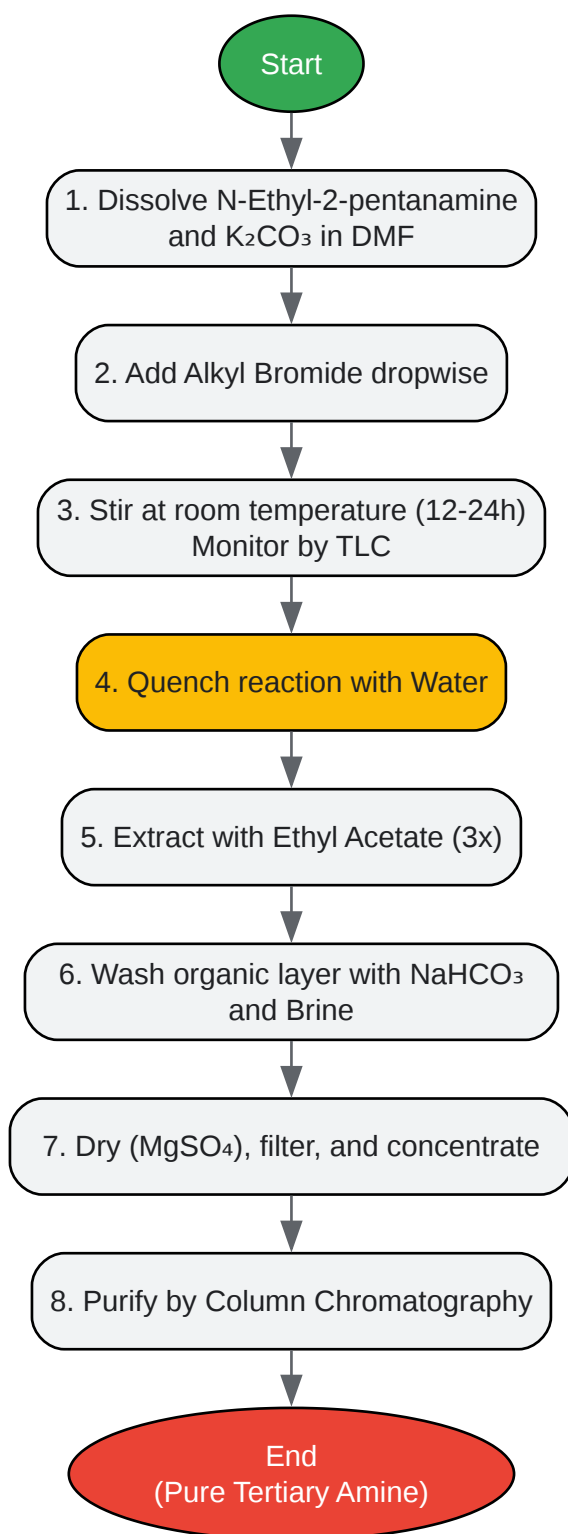 Start
1. Dissolve N-Ethyl-2-pentanamine
and K₂CO₃ in DMF
2. Add Alkyl Bromide dropwise
3. Stir at room temperature (12-24h)
Monitor by TLC
4. Quench reaction with Water
5. Extract with Ethyl Acetate (3x)
6. Wash organic layer with NaHCO₃
and Brine
7. Dry (MgSO₄), filter, and concentrate
8. Purify by Column Chromatography
End
(Pure Tertiary Amine)